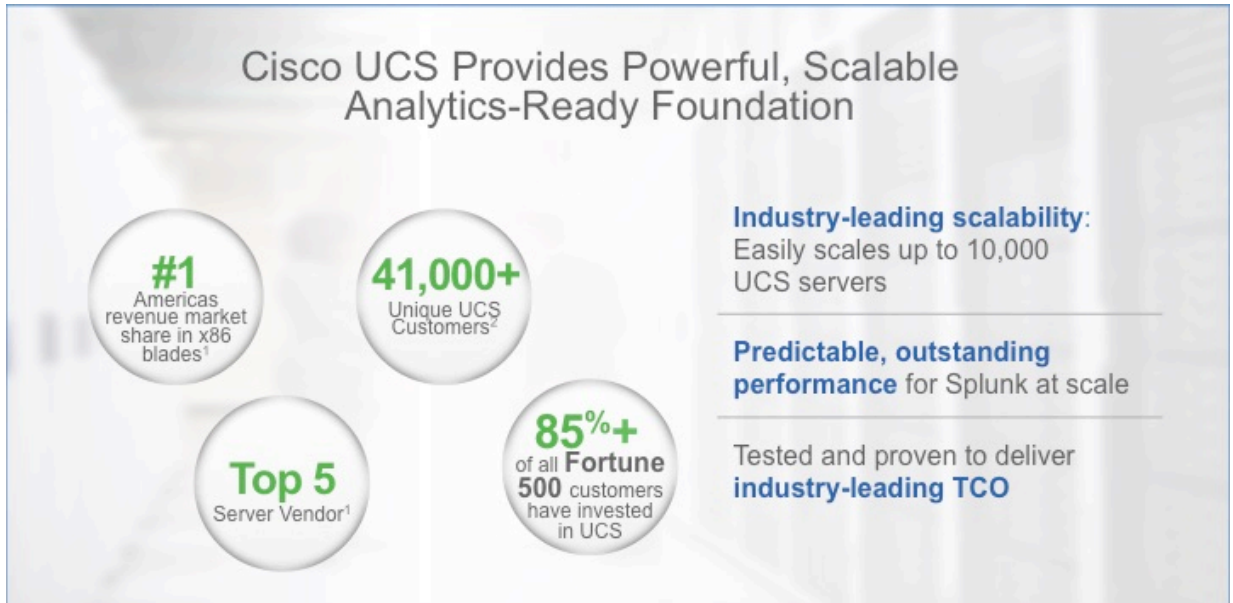 Cisco UCS Provides Powerful, Scalable
Analytics-Ready Foundation
#1
Americas
revenue market
share in x86
blades¹
41,000+
Unique UCS
Customers²
Top 5
Server Vendor¹
85%+
of all Fortune
500 customers
have invested
in UCS
Industry-leading scalability:
Easily scales up to 10,000
UCS servers
Predictable, outstanding
performance for Splunk at scale
Tested and proven to deliver
industry-leading TCO